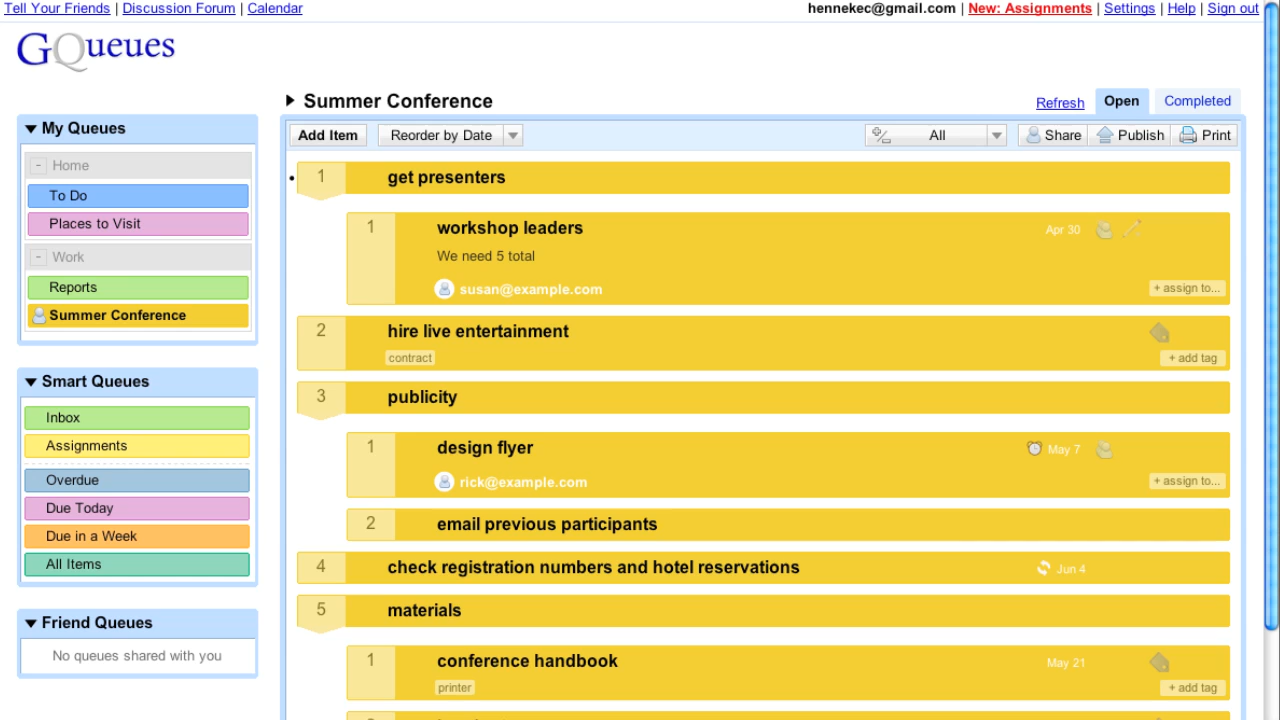 Tell Your Friends | Discussion Forum | Calendar
hennekec@gmail.com | New: Assignments | Settings | Help | Sign out
GQueues
Summer Conference
Refresh Open Completed
Add Item Reorder by Date All Share Publish Print
My Queues
- Home
To Do
Places to Visit
- Work
Reports
Summer Conference
Smart Queues
Inbox
Assignments
Overdue
Due Today
Due in a Week
All Items
Friend Queues
No queues shared with you
1 get presenters
1 workshop leaders Apr 30
We need 5 total
susan@example.com + assign to...
2 hire live entertainment
contract + add tag
3 publicity
1 design flyer May 7
rick@example.com + assign to...
2 email previous participants
4 check registration numbers and hotel reservations Jun 4
5 materials
1 conference handbook May 21
printer + add tag